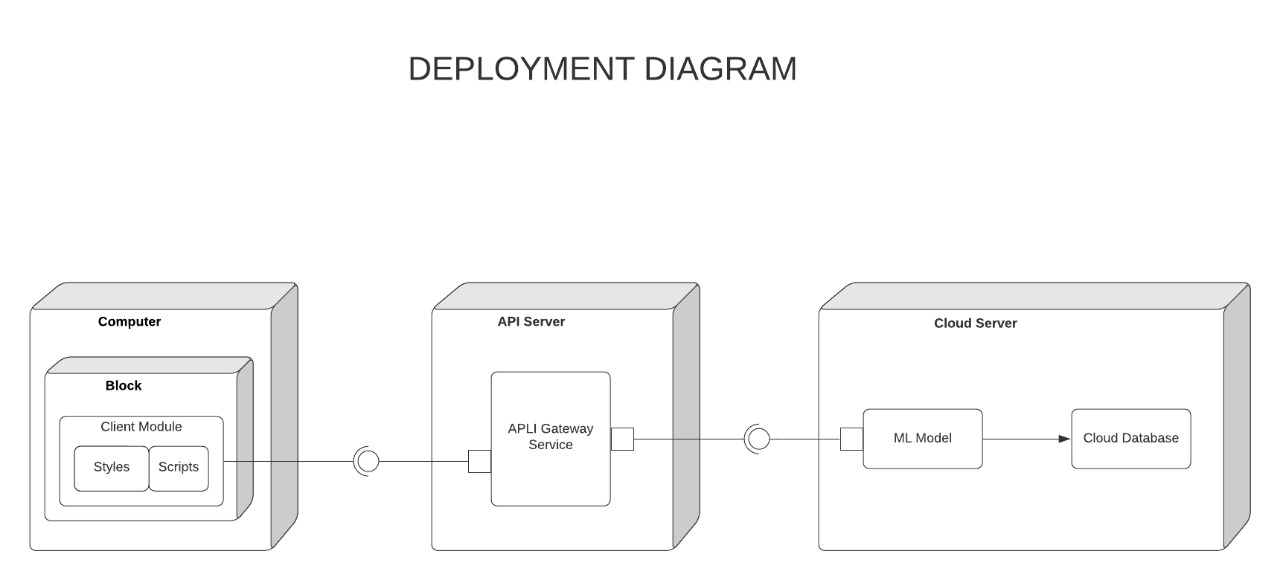 DEPLOYMENT DIAGRAM
Computer
Block
Client Module
Styles
Scripts
API Server
APLI Gateway
Service
Cloud Server
ML Model
Cloud Database